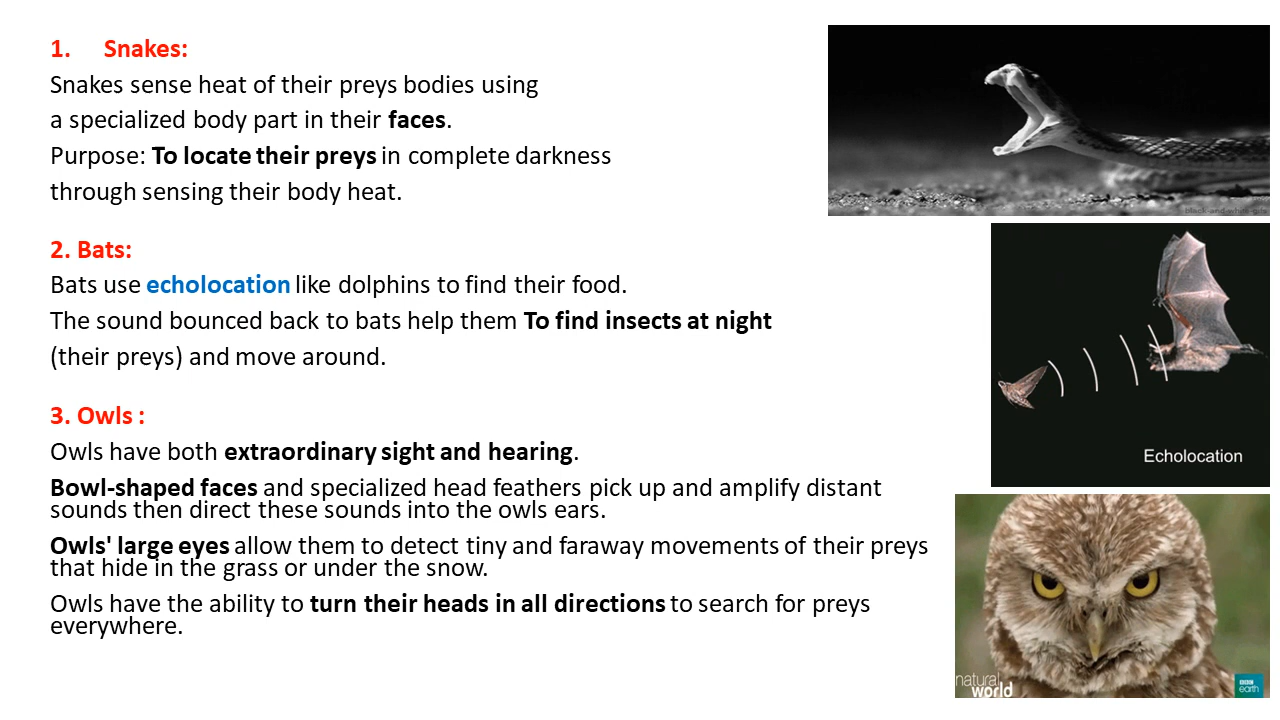 1. Snakes:
Snakes sense heat of their preys bodies using
a specialized body part in their faces.
Purpose: To locate their preys in complete darkness
through sensing their body heat.
2. Bats:
Bats use echolocation like dolphins to find their food.
The sound bounced back to bats help them To find insects at night
(their preys) and move around.
3. Owls :
Owls have both extraordinary sight and hearing.
Bowl-shaped faces and specialized head feathers pick up and amplify distant
sounds then direct these sounds into the owls ears.
Owls' large eyes allow them to detect tiny and faraway movements of their preys
that hide in the grass or under the snow.
Owls have the ability to turn their heads in all directions to search for preys
everywhere.
Echolocation
natural
world
BBC
earth